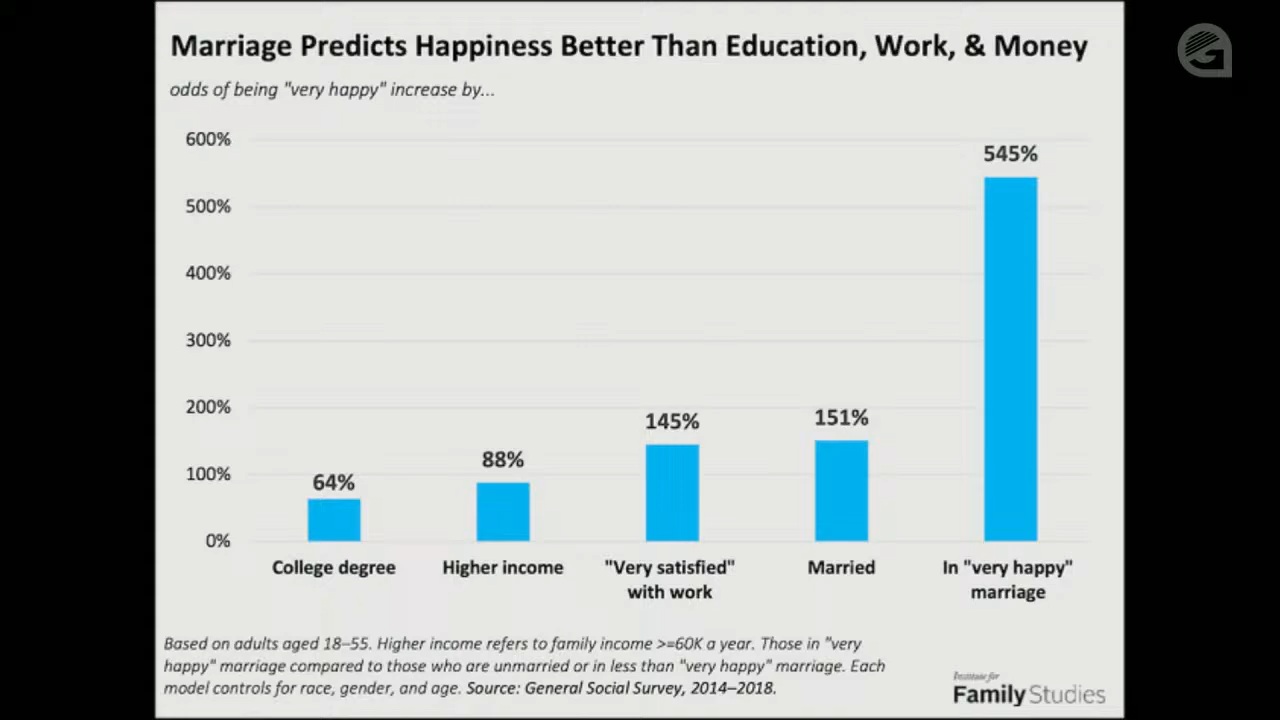 Marriage Predicts Happiness Better Than Education, Work, & Money
odds of being "very happy" increase by...
600%
500%
400%
300%
200%
100%
0%
64%
88%
145%
151%
545%
College degree
Higher income
"Very satisfied"
with work
Married
In "very happy"
marriage
Based on adults aged 18–55. Higher income refers to family income >=60K a year. Those in "very
happy" marriage compared to those who are unmarried or in less than "very happy" marriage. Each
model controls for race, gender, and age. Source: General Social Survey, 2014–2018.
Institute for
Family Studies